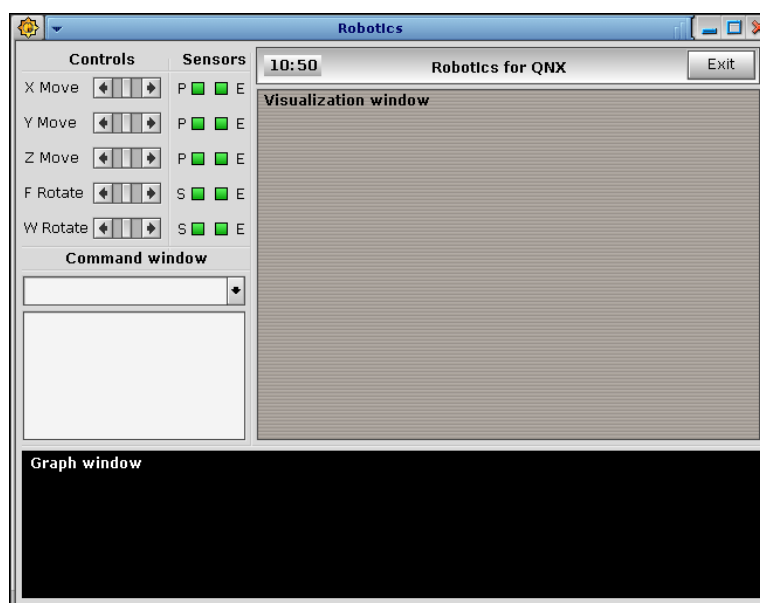 Robotics
Controls Sensors
10:50 Robotics for QNX Exit
X Move P E
Visualization window
Y Move P E
Z Move P E
F Rotate S E
W Rotate S E
Command window
Graph window